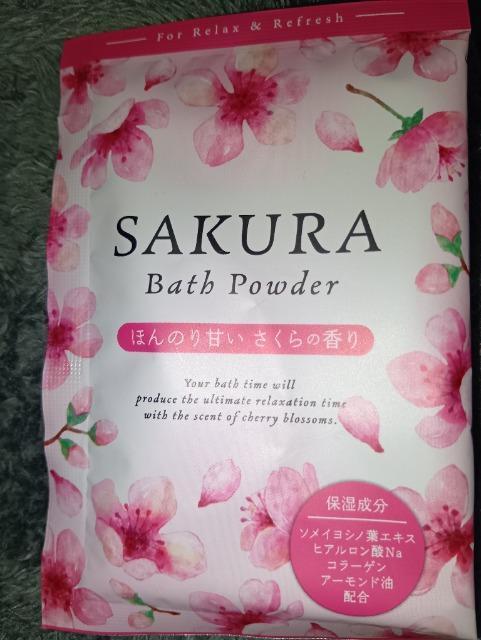 For Relax & Refresh
SAKURA
Bath Powder
ほんのり甘い さくらの香り
Your bath time will
produce the ultimate relaxation time
with the scent of cherry blossoms.
保湿成分
ソメイヨシノ葉エキス
ヒアルロン酸Na
コラーゲン
アーモンド油
配合